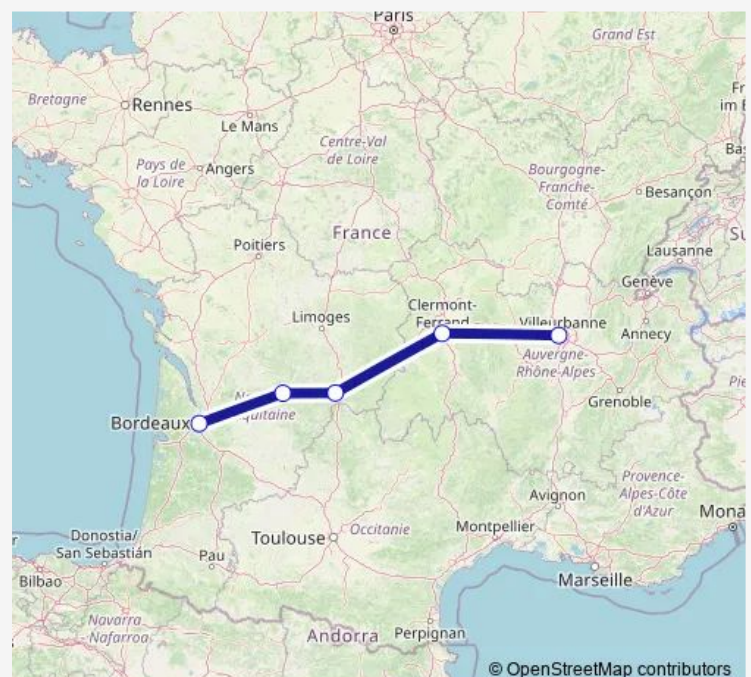 Paris
Grand Est
Bretagne
Rennes
Le Mans
Centre-Val
de Loire
Pays de
la Loire
Angers
Bourgogne-
Franche-
Comté
Besançon
France
Poitiers
Lausanne
Genève
Limoges
Clermont-
Ferrand
Villeurbanne
Annecy
Auvergne-
Rhône-Alpes
Grenoble
Bordeaux
Provence-
Alpes-Côte
d'Azur
Avignon
Toulouse
Occitanie
Montpellier
Mona
Donostia/
San Sebastián
Pau
Bilbao
Marseille
Navarra
- Nafarroa
Andorra
Perpignan
© OpenStreetMap contributors